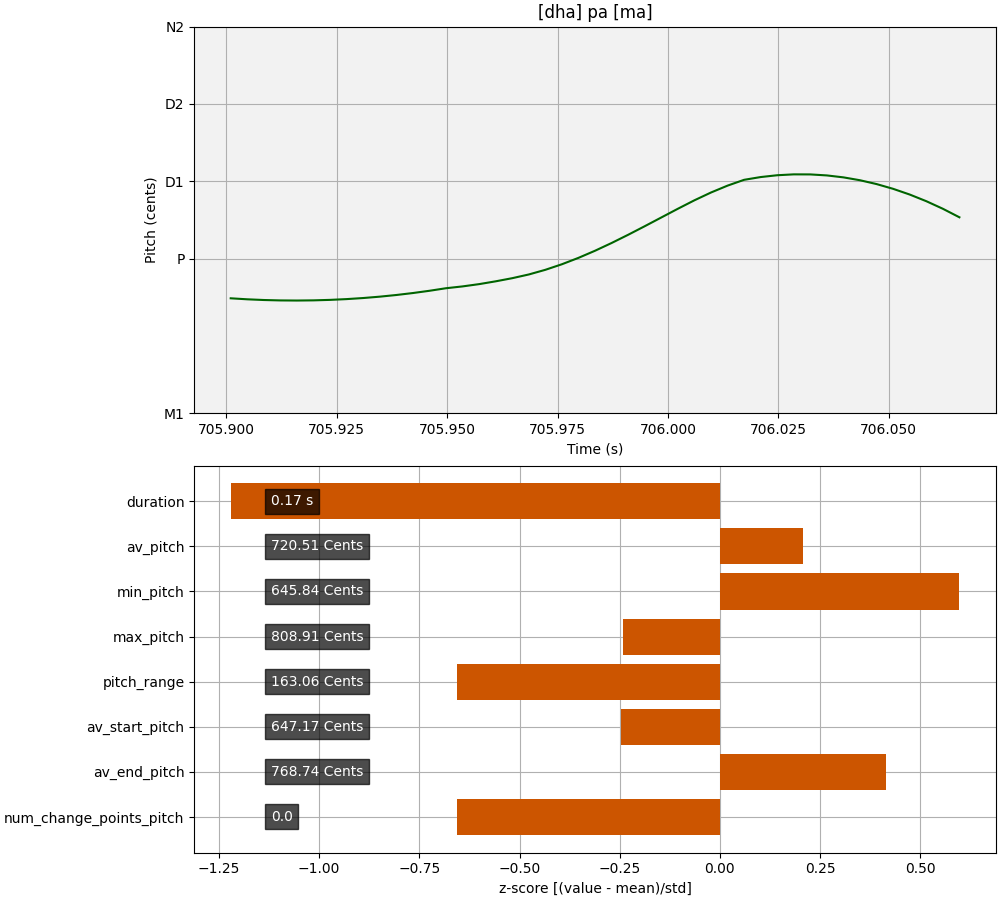 [dha] pa [ma]
N2
D2
D1
P
M1
Pitch (cents)
705.900 705.925 705.950 705.975 706.000 706.025 706.050
Time (s)
duration 0.17 s
av_pitch 720.51 Cents
min_pitch 645.84 Cents
max_pitch 808.91 Cents
pitch_range 163.06 Cents
av_start_pitch 647.17 Cents
av_end_pitch 768.74 Cents
num_change_points_pitch 0.0
−1.25 −1.00 −0.75 −0.50 −0.25 0.00 0.25 0.50
z-score [(value - mean)/std]